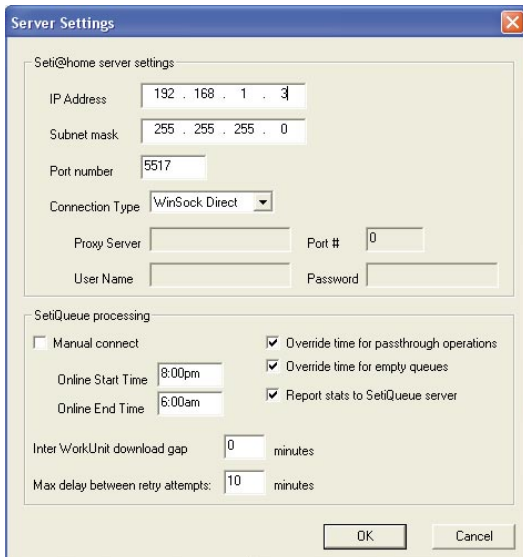 Server Settings
Seti@home server settings
IP Address 192 . 168 . 1 . 3
Subnet mask 255 . 255 . 255 . 0
Port number 5517
Connection Type WinSock Direct
Proxy Server Port # 0
User Name Password
SetiQueue processing
Manual connect Override time for passthrough operations
Override time for empty queues
Online Start Time 8:00pm
Report stats to SetiQueue server
Online End Time 6:00am
Inter WorkUnit download gap 0 minutes
Max delay between retry attempts: 10 minutes
OK Cancel